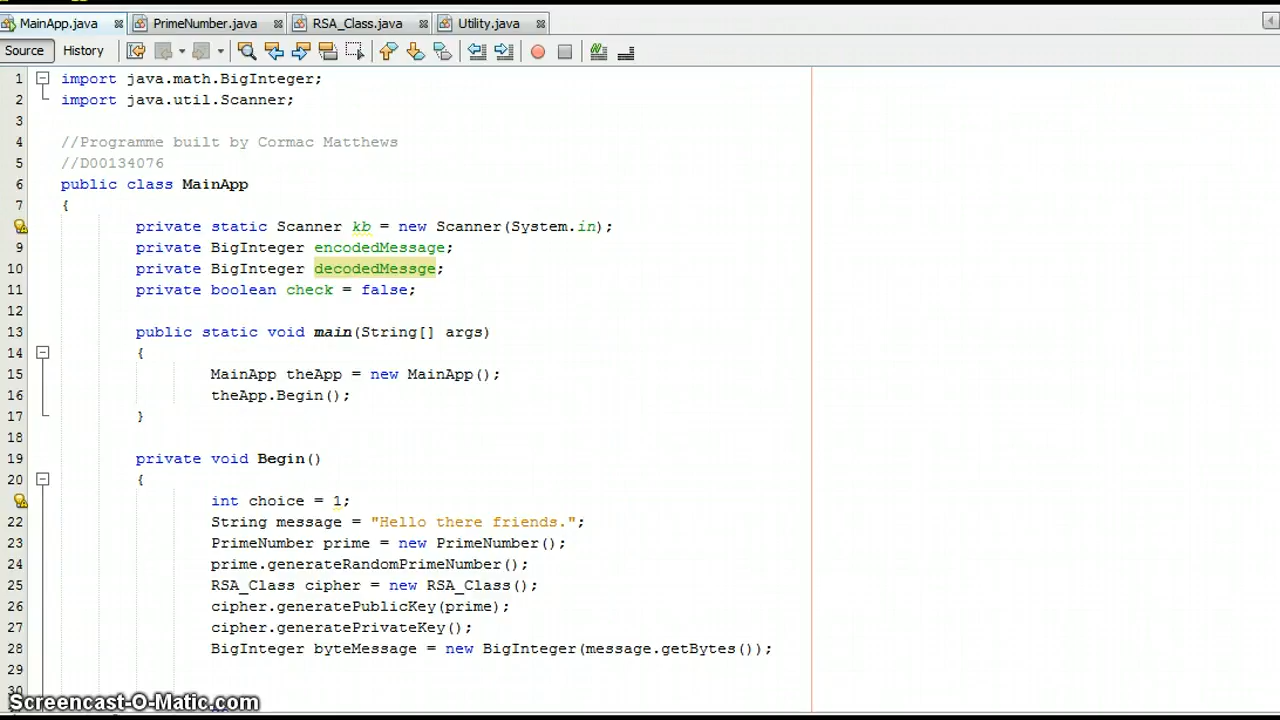 MainApp.java PrimeNumber.java RSA_Class.java Utility.java
Source History
1 import java.math.BigInteger;
2 import java.util.Scanner;
3
4 //Programme built by Cormac Matthews
5 //D00134076
6 public class MainApp
7 {
private static Scanner kb = new Scanner(System.in);
9 private BigInteger encodedMessage;
10 private BigInteger decodedMessge;
11 private boolean check = false;
12
13 public static void main(String[] args)
14 {
15 MainApp theApp = new MainApp();
16 theApp.Begin();
17 }
18
19 private void Begin()
20 {
int choice = 1;
22 String message = "Hello there friends.";
23 PrimeNumber prime = new PrimeNumber();
24 prime.generateRandomPrimeNumber();
25 RSA_Class cipher = new RSA_Class();
26 cipher.generatePublicKey(prime);
27 cipher.generatePrivateKey();
28 BigInteger byteMessage = new BigInteger(message.getBytes());
29
30
Screencast-O-Matic.com